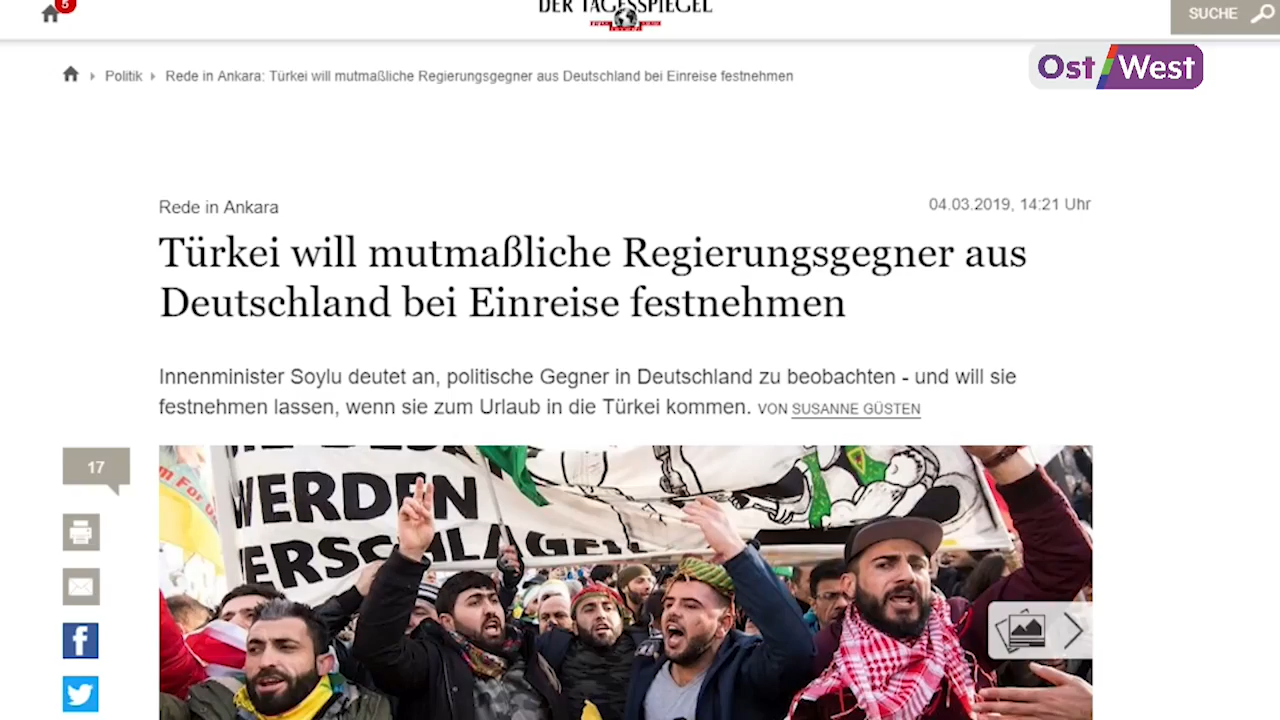 5
DER TAGESSPIEGEL
SUCHE
Politik
Rede in Ankara: Türkei will mutmaßliche Regierungsgegner aus Deutschland bei Einreise festnehmen
Ost/West
Rede in Ankara
04.03.2019, 14:21 Uhr
Türkei will mutmaßliche Regierungsgegner aus
Deutschland bei Einreise festnehmen
Innenminister Soylu deutet an, politische Gegner in Deutschland zu beobachten - und will sie
festnehmen lassen, wenn sie zum Urlaub in die Türkei kommen. VON SUSANNE GÜSTEN
17
WERDEN